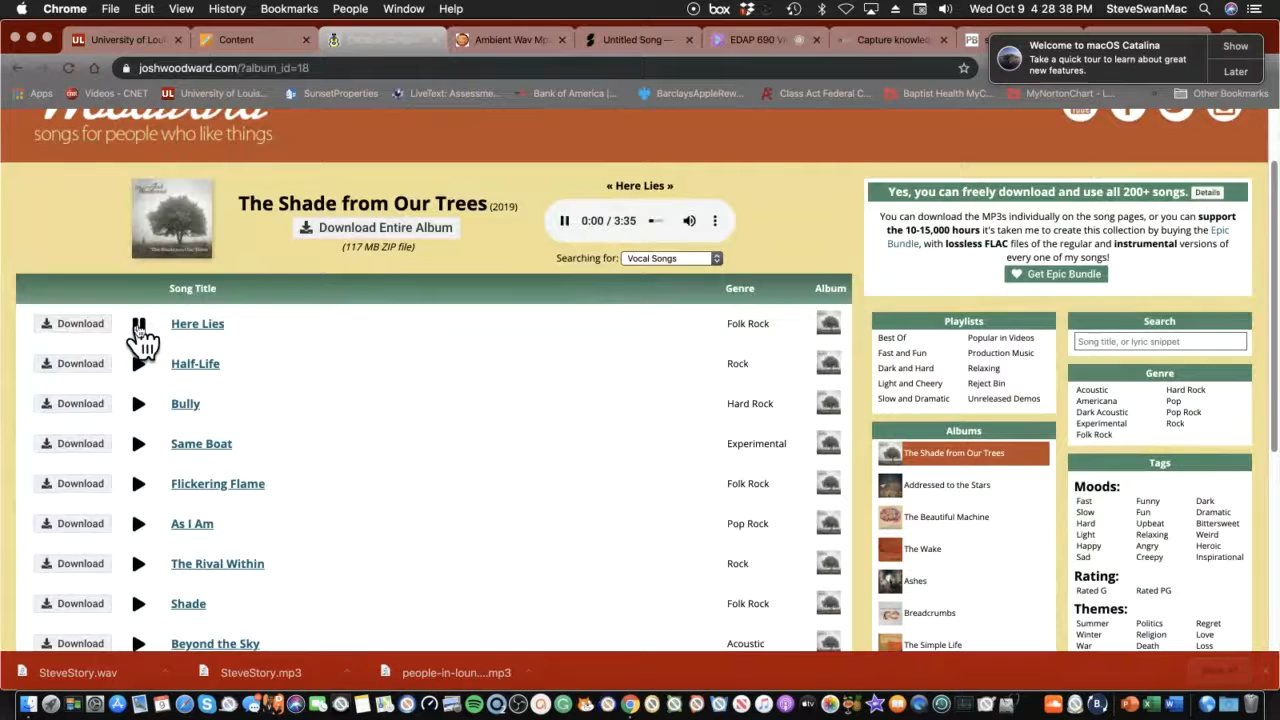 Chrome File Edit View History Bookmarks People Window Help box Wed Oct 9 4:28:38 PM SteveSwanMac
UL University of Loui × Content × Ambient Wav Mp × Untitled Song — × EDAP 690 V × Capture knowled × PB
Welcome to macOS Catalina
Take a quick tour to learn about great
new features.
Show
Later
joshwoodward.com/?album_id=18
Apps Videos - CNET UL University of Louis... SunsetProperties LiveText: Assessme... Bank of America |... BarclaysAppleRew... Class Act Federal C... Baptist Health MyC... MyNortonChart - L... » Other Bookmarks
Woodward
songs for people who like things.
The Shade from Our Trees (2019)
Download Entire Album
(117 MB ZIP file)
« Here Lies »
0:00 / 3:35
Searching for: Vocal Songs
Yes, you can freely download and use all 200+ songs. Details
You can download the MP3s individually on the song pages, or you can support
the 10-15,000 hours it's taken me to create this collection by buying the Epic
Bundle, with lossless FLAC files of the regular and instrumental versions of
every one of my songs!
Get Epic Bundle
Song Title Genre Album
Download Here Lies Folk Rock
Download Half-Life Rock
Download Bully Hard Rock
Download Same Boat Experimental
Download Flickering Flame Folk Rock
Download As I Am Pop Rock
Download The Rival Within Rock
Download Shade Folk Rock
Download Beyond the Sky Acoustic
Playlists
Best Of Popular in Videos
Fast and Fun Production Music
Dark and Hard Relaxing
Light and Cheery Reject Bin
Slow and Dramatic Unreleased Demos
Albums
The Shade from Our Trees
Addressed to the Stars
The Beautiful Machine
The Wake
Ashes
Breadcrumbs
The Simple Life
Search
Song title, or lyric snippet
Genre
Acoustic Hard Rock
Americana Pop
Dark Acoustic Pop Rock
Experimental Rock
Folk Rock
Tags
Moods:
Fast Funny Dark
Slow Fun Dramatic
Hard Upbeat Bittersweet
Light Relaxing Weird
Happy Angry Heroic
Sad Creepy Inspirational
Rating:
Rated G Rated PG
Themes:
Summer Politics Regret
Winter Religion Love
War Death Loss
SteveStory.wav SteveStory.mp3 people-in-loun....mp3